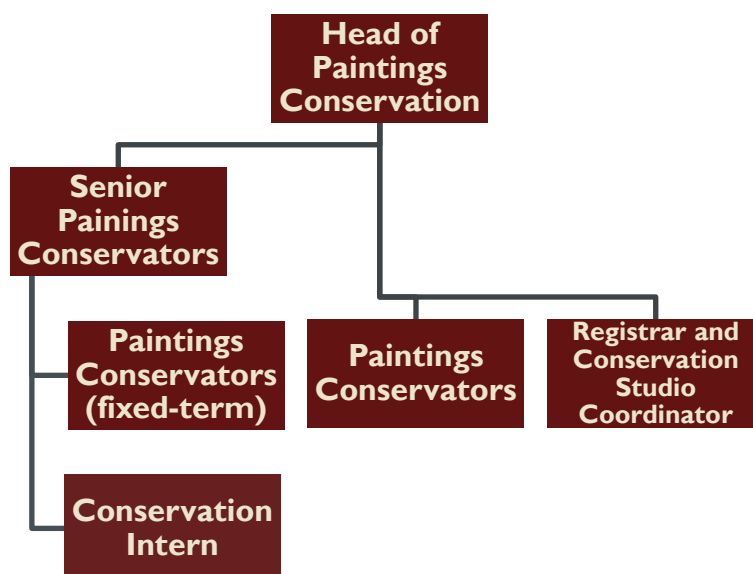 Head of
Paintings
Conservation
Senior
Painings
Conservators
Paintings
Conservators
(fixed-term)
Conservation
Intern
Paintings
Conservators
Registrar and
Conservation
Studio
Coordinator